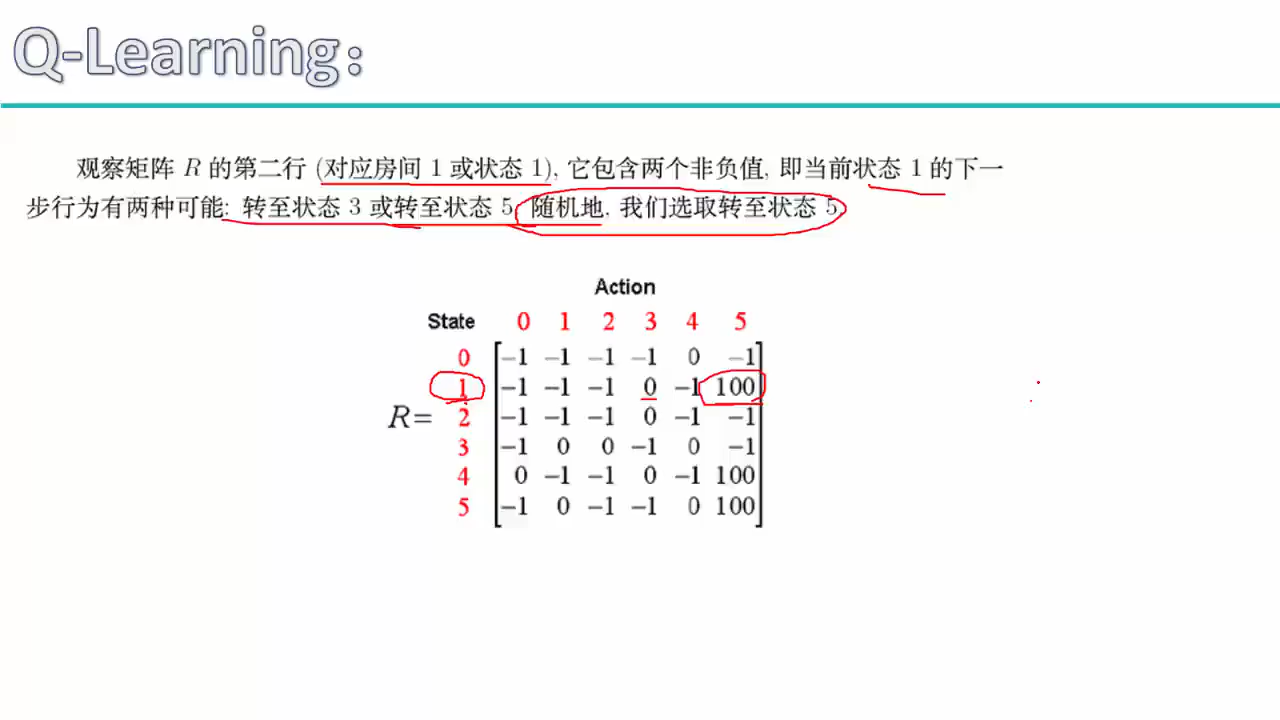 Q-Learning：
观察矩阵 R 的第二行 (对应房间 1 或状态 1), 它包含两个非负值, 即当前状态 1 的下一
步行为有两种可能: 转至状态 3 或转至状态 5. 随机地, 我们选取转至状态 5.
Action
State 0 1 2 3 4 5
0 -1 -1 -1 -1 0 -1
1 -1 -1 -1 0 -1 100
R= 2 -1 -1 -1 0 -1 -1
3 -1 0 0 -1 0 -1
4 0 -1 -1 0 -1 100
5 -1 0 -1 -1 0 100